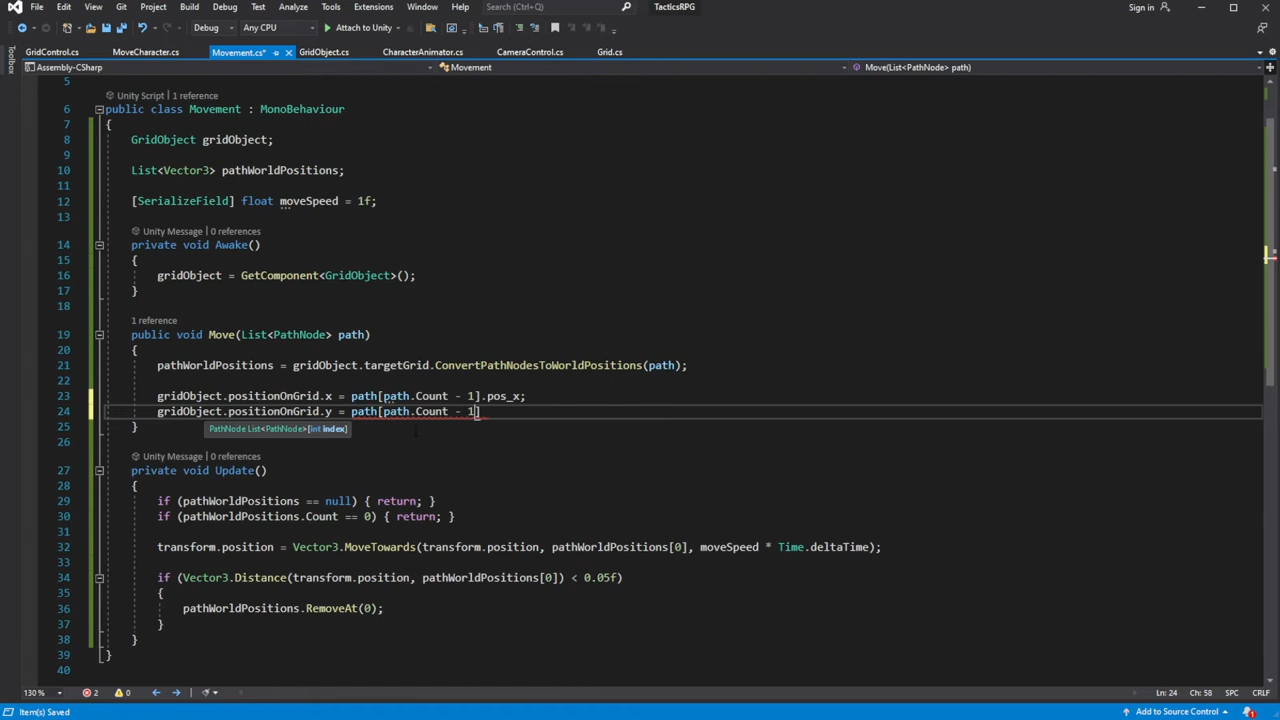 File Edit View Git Project Build Debug Test Analyze Tools Extensions Window Help Search (Ctrl+Q) TacticsRPG Sign in
Debug Any CPU Attach to Unity
GridControl.cs MoveCharacter.cs Movement.cs* GridObject.cs CharacterAnimator.cs CameraControl.cs Grid.cs
Toolbox
Assembly-CSharp Movement Move(List<PathNode> path)
5
Unity Script | 1 reference
6 public class Movement : MonoBehaviour
7 {
8 GridObject gridObject;
9
10 List<Vector3> pathWorldPositions;
11
12 [SerializeField] float moveSpeed = 1f;
13
Unity Message | 0 references
14 private void Awake()
15 {
16 gridObject = GetComponent<GridObject>();
17 }
18
1 reference
19 public void Move(List<PathNode> path)
20 {
21 pathWorldPositions = gridObject.targetGrid.ConvertPathNodesToWorldPositions(path);
22
23 gridObject.positionOnGrid.x = path[path.Count - 1].pos_x;
24 gridObject.positionOnGrid.y = path[path.Count - 1]
25 }
PathNode List<PathNode>[int index]
26
Unity Message | 0 references
27 private void Update()
28 {
29 if (pathWorldPositions == null) { return; }
30 if (pathWorldPositions.Count == 0) { return; }
31
32 transform.position = Vector3.MoveTowards(transform.position, pathWorldPositions[0], moveSpeed * Time.deltaTime);
33
34 if (Vector3.Distance(transform.position, pathWorldPositions[0]) < 0.05f)
35 {
36 pathWorldPositions.RemoveAt(0);
37 }
38 }
39 }
40
130 % 2 0 Ln: 24 Ch: 58 SPC CRLF
Item(s) Saved Add to Source Control 1